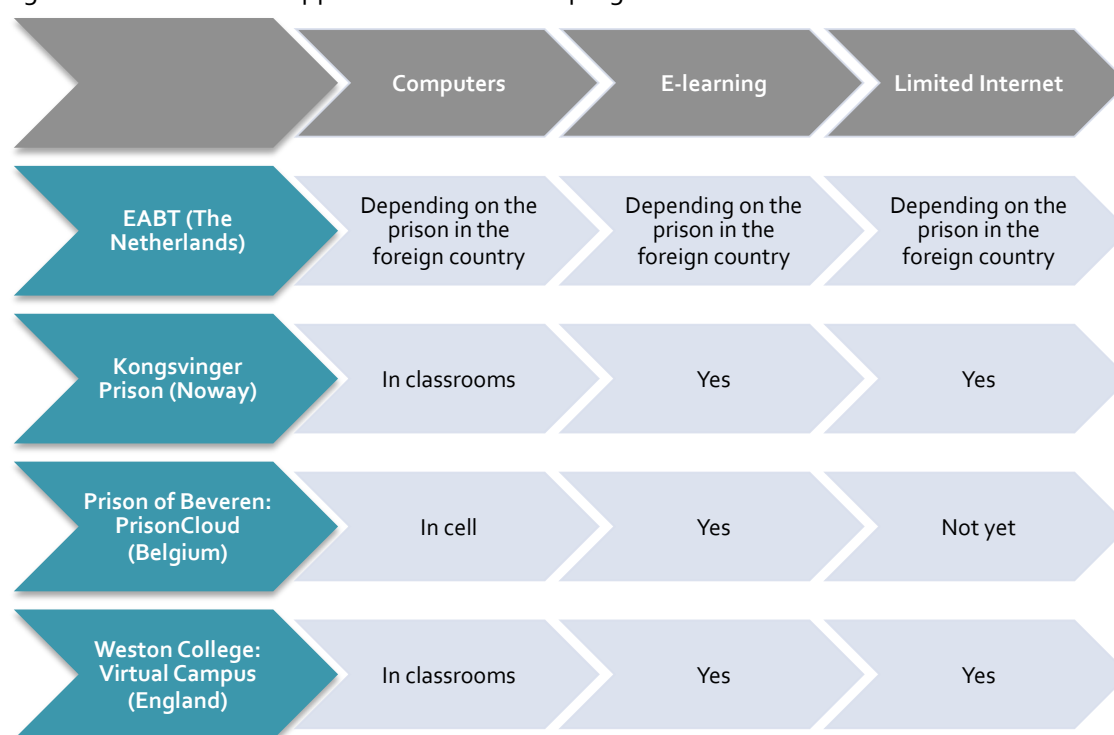 Computers
E-learning
Limited Internet
EABT (The
Netherlands)
Depending on the
prison in the
foreign country
Depending on the
prison in the
foreign country
Depending on the
prison in the
foreign country
Kongsvinger
Prison (Noway)
In classrooms
Yes
Yes
Prison of Beveren:
PrisonCloud
(Belgium)
In cell
Yes
Not yet
Weston College:
Virtual Campus
(England)
In classrooms
Yes
Yes